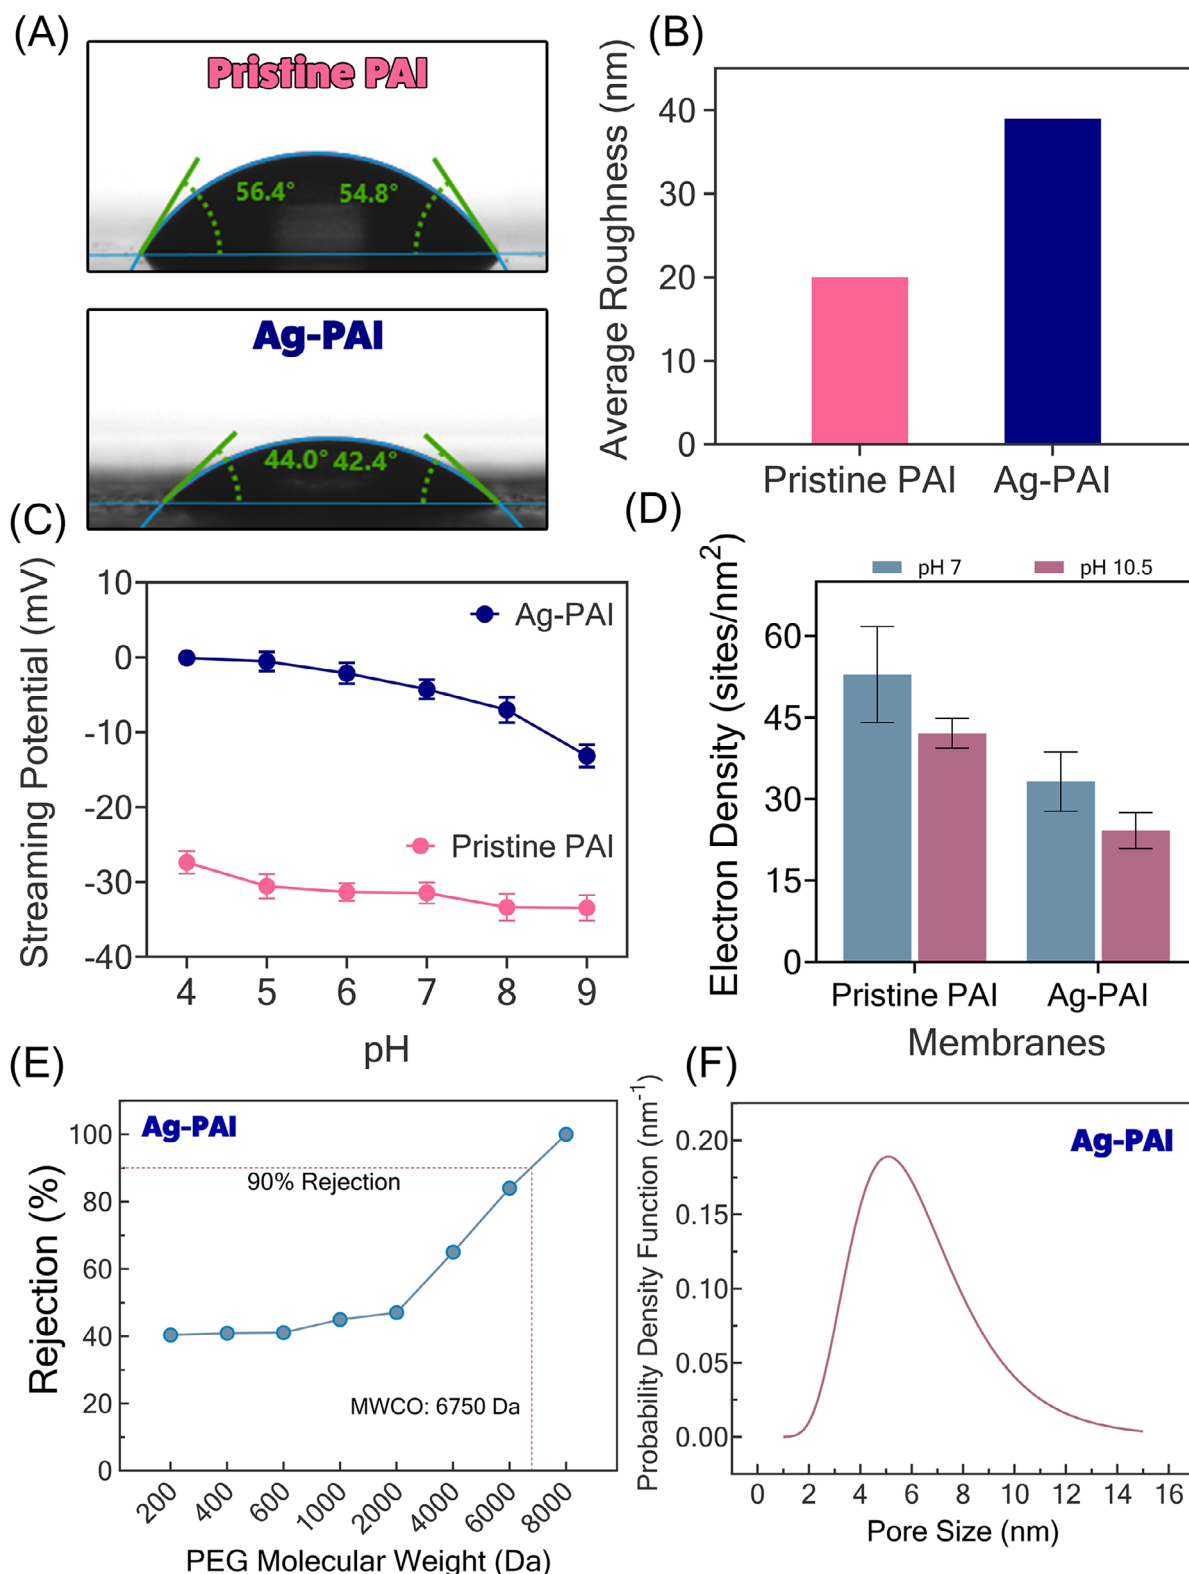 (A)
Pristine PAI
56.4° 54.8°
Ag-PAI
44.0° 42.4°
(B)
Average Roughness (nm)
40
30
20
10
0
Pristine PAI Ag-PAI
(C)
Streaming Potential (mV)
10
0
-10
-20
-30
-40
Ag-PAI
Pristine PAI
4 5 6 7 8 9
pH
(D)
Electron Density (sites/nm²)
pH 7 pH 10.5
60
45
30
15
0
Pristine PAI Ag-PAI
Membranes
(E)
Rejection (%)
Ag-PAI
100
80
60
40
20
0
90% Rejection
MWCO: 6750 Da
200 400 600 1000 2000 4000 6000 8000
PEG Molecular Weight (Da)
(F)
Probability Density Function (nm⁻¹)
Ag-PAI
0.20
0.15
0.10
0.05
0.00
0 2 4 6 8 10 12 14 16
Pore Size (nm)